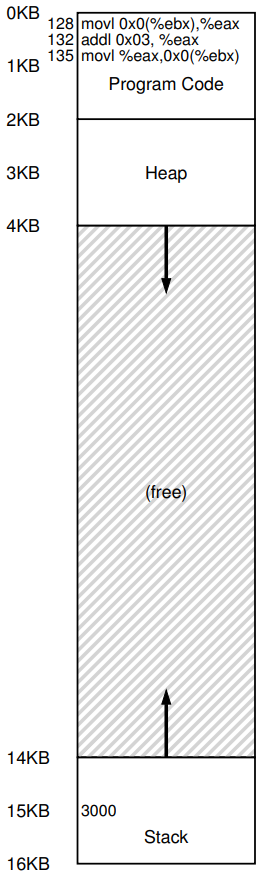 0KB
128 movl 0x0(%ebx),%eax
132 addl 0x03, %eax
135 movl %eax,0x0(%ebx)
1KB
Program Code
2KB
3KB Heap
4KB
(free)
14KB
15KB 3000
Stack
16KB